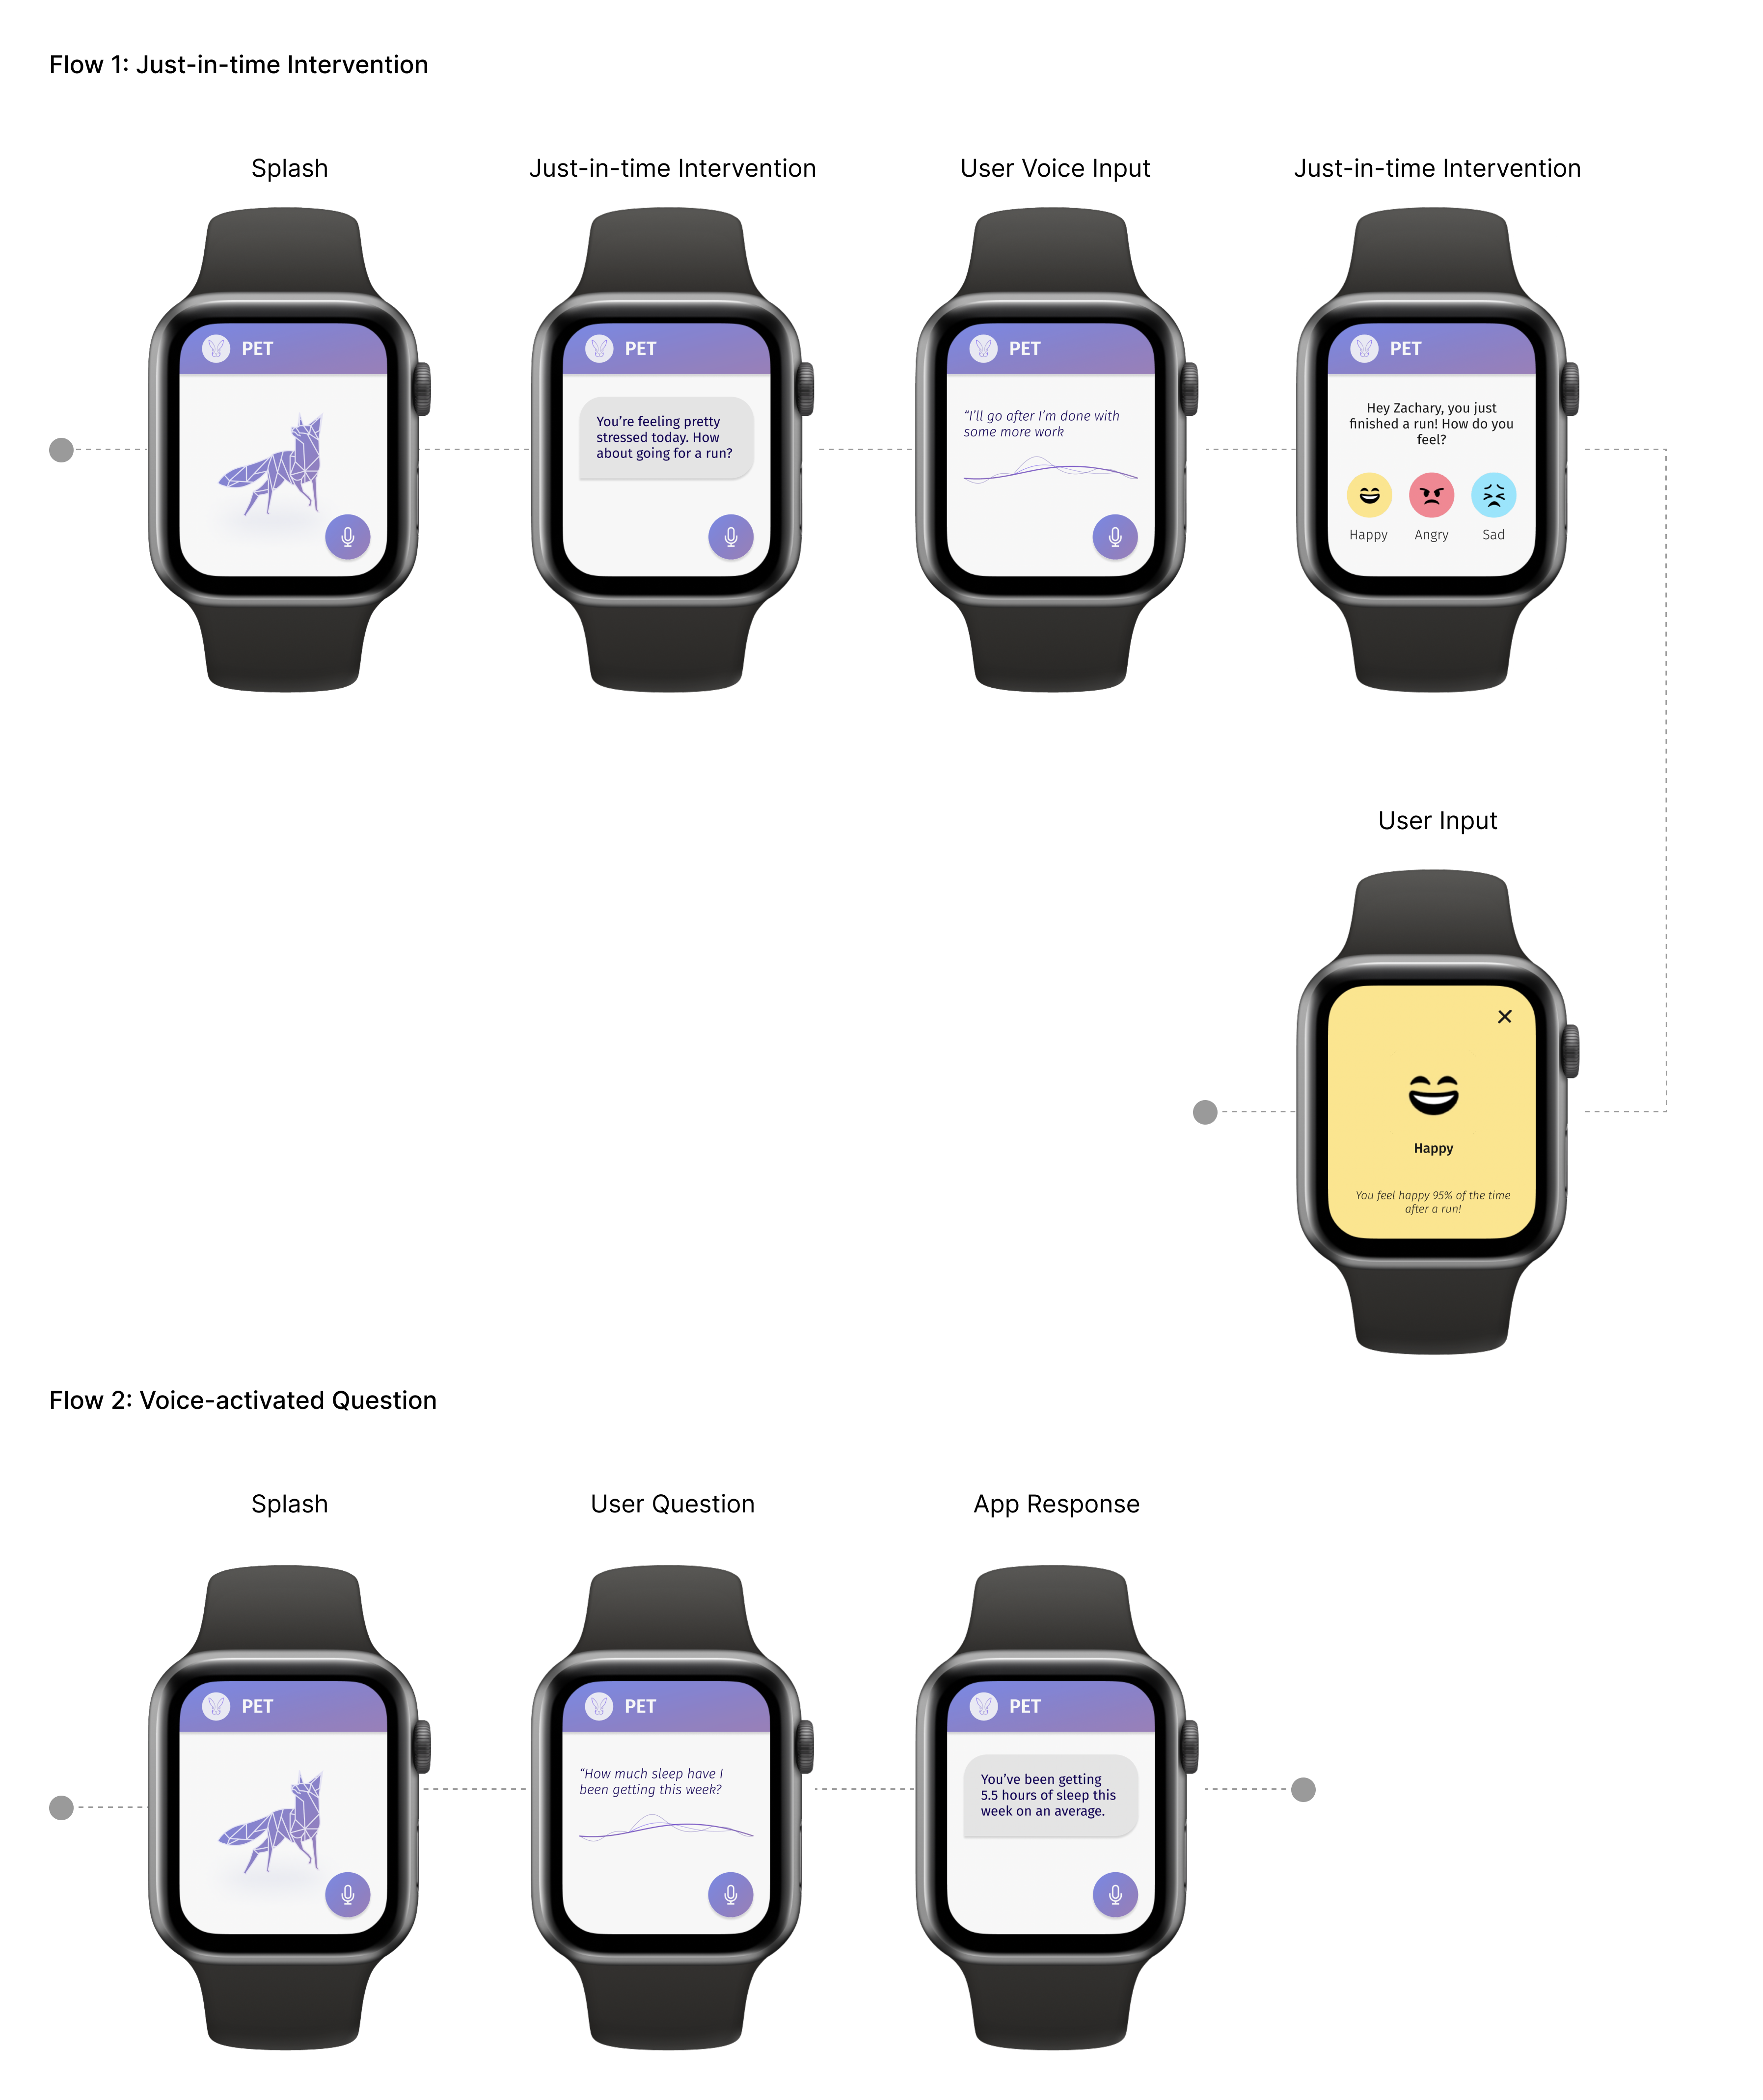 Flow 1: Just-in-time Intervention
Splash
Just-in-time Intervention
User Voice Input
Just-in-time Intervention
PET
PET
You’re feeling pretty
stressed today. How
about going for a run?
PET
“I’ll go after I’m done with
some more work
PET
Hey Zachary, you just
finished a run! How do you
feel?
Happy
Angry
Sad
User Input
Happy
You feel happy 95% of the time
after a run!
Flow 2: Voice-activated Question
Splash
User Question
App Response
PET
PET
“How much sleep have I
been getting this week?
PET
You’ve been getting
5.5 hours of sleep this
week on an average.